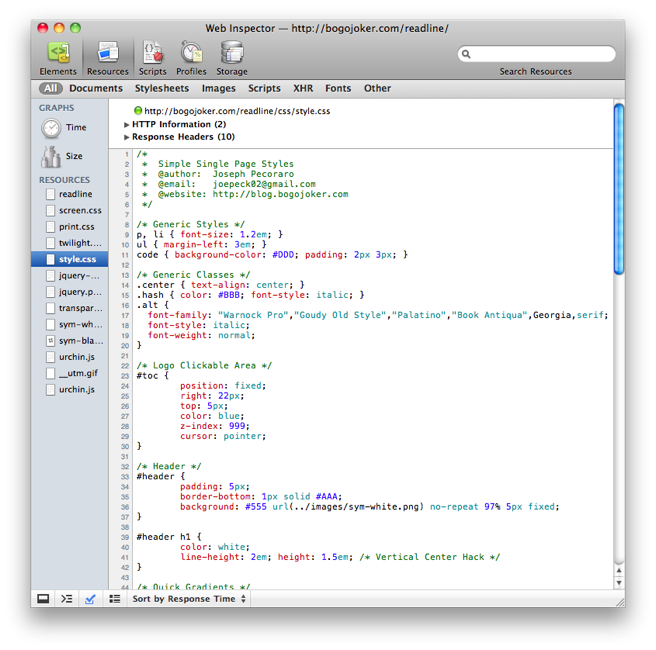 Web Inspector — http://bogojoker.com/readline/
Elements Resources Scripts Profiles Storage
Search Resources
All Documents Stylesheets Images Scripts XHR Fonts Other
GRAPHS
Time
Size
RESOURCES
readline
screen.css
print.css
twilight....
style.css
jquery-...
jquery.p...
transpar...
sym-wh...
sym-bla...
urchin.js
__utm.gif
urchin.js
http://bogojoker.com/readline/css/style.css
HTTP Information (2)
Response Headers (10)
1 /*
2  *  Simple Single Page Styles
3  *  @author:  Joseph Pecoraro
4  *  @email:   joepeck02@gmail.com
5  *  @website: http://blog.bogojoker.com
6  */
7
8 /* Generic Styles */
9 p, li { font-size: 1.2em; }
10 ul { margin-left: 3em; }
11 code { background-color: #DDD; padding: 2px 3px; }
12
13 /* Generic Classes */
14 .center { text-align: center; }
15 .hash { color: #BBB; font-style: italic; }
16 .alt {
17   font-family: "Warnock Pro","Goudy Old Style","Palatino","Book Antiqua",Georgia,serif;
18   font-style: italic;
19   font-weight: normal;
20 }
21
22 /* Logo Clickable Area */
23 #toc {
24         position: fixed;
25         right: 22px;
26         top: 5px;
27         color: blue;
28         z-index: 999;
29         cursor: pointer;
30 }
31
32 /* Header */
33 #header {
34         padding: 5px;
35         border-bottom: 1px solid #AAA;
36         background: #555 url(../images/sym-white.png) no-repeat 97% 5px fixed;
37 }
38
39 #header h1 {
40         color: white;
41         line-height: 2em; height: 1.5em; /* Vertical Center Hack */
42 }
43
44 /* Quick Gradients */
Sort by Response Time